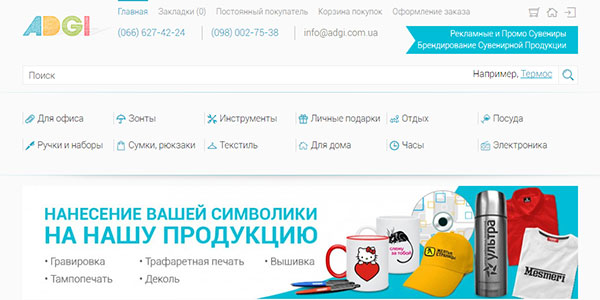 ADGI
Главная Закладки (0) Постоянный покупатель Корзина покупок Оформление заказа
(066) 627-42-24 (098) 002-75-38 info@adgi.com.ua
Рекламные и Промо Сувениры
Брендирование Сувенирной Продукции
Поиск Например, Термос
Для офиса Зонты Инструменты Личные подарки Отдых Посуда
Ручки и наборы Сумки, рюкзаки Текстиль Для дома Часы Электроника
НАНЕСЕНИЕ ВАШЕЙ СИМВОЛИКИ
НА НАШУ ПРОДУКЦИЮ
• Гравировка • Трафаретная печать • Вышивка
• Тампопечать • Деколь
слежу
за тобой
ультра
Mesmeri